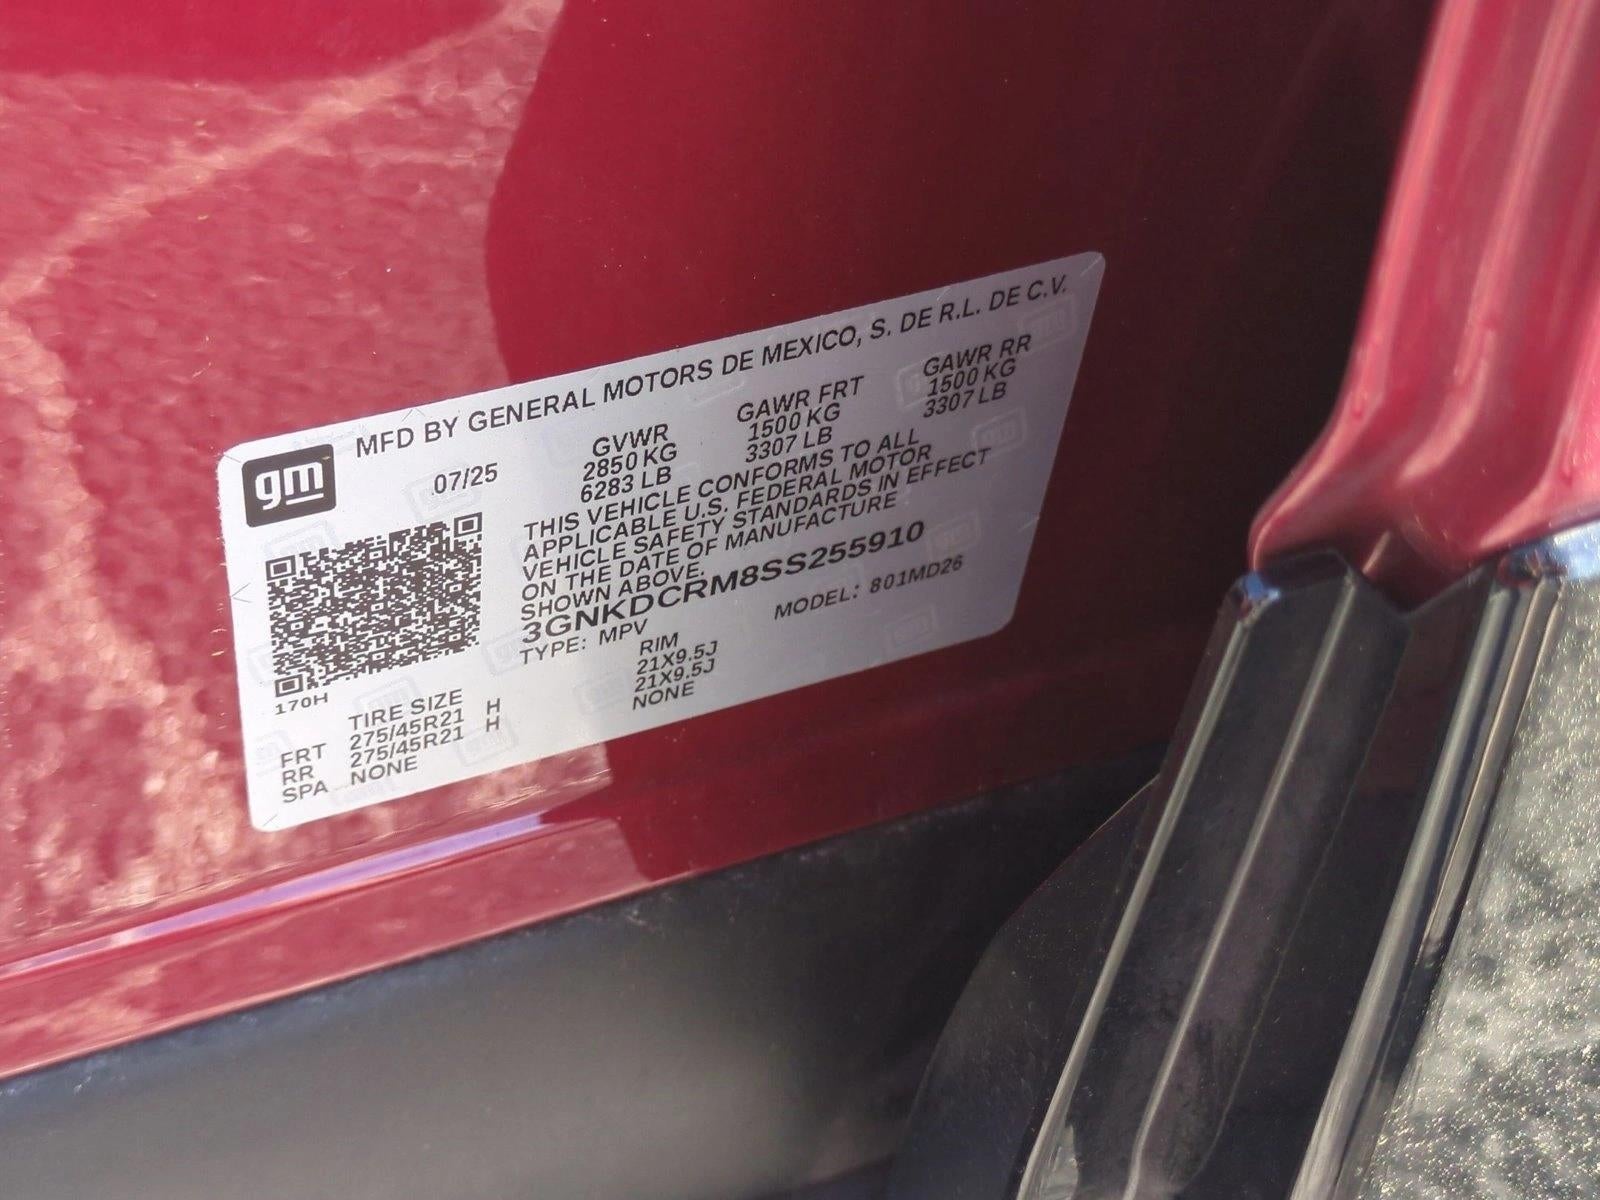 MFD BY GENERAL MOTORS DE MEXICO, S. DE R.L. DE C.V.
gm
07/25
GVWR GAWR FRT GAWR RR
2850 KG 1500 KG 1500 KG
6283 LB 3307 LB 3307 LB
THIS VEHICLE CONFORMS TO ALL
APPLICABLE U.S. FEDERAL MOTOR
VEHICLE SAFETY STANDARDS IN EFFECT
ON THE DATE OF MANUFACTURE
SHOWN ABOVE.
3GNKDCRM8SS255910
TYPE: MPV MODEL: 801MD26
170H
TIRE SIZE RIM
FRT 275/45R21 H 21X9.5J
RR 275/45R21 H 21X9.5J
SPA NONE NONE